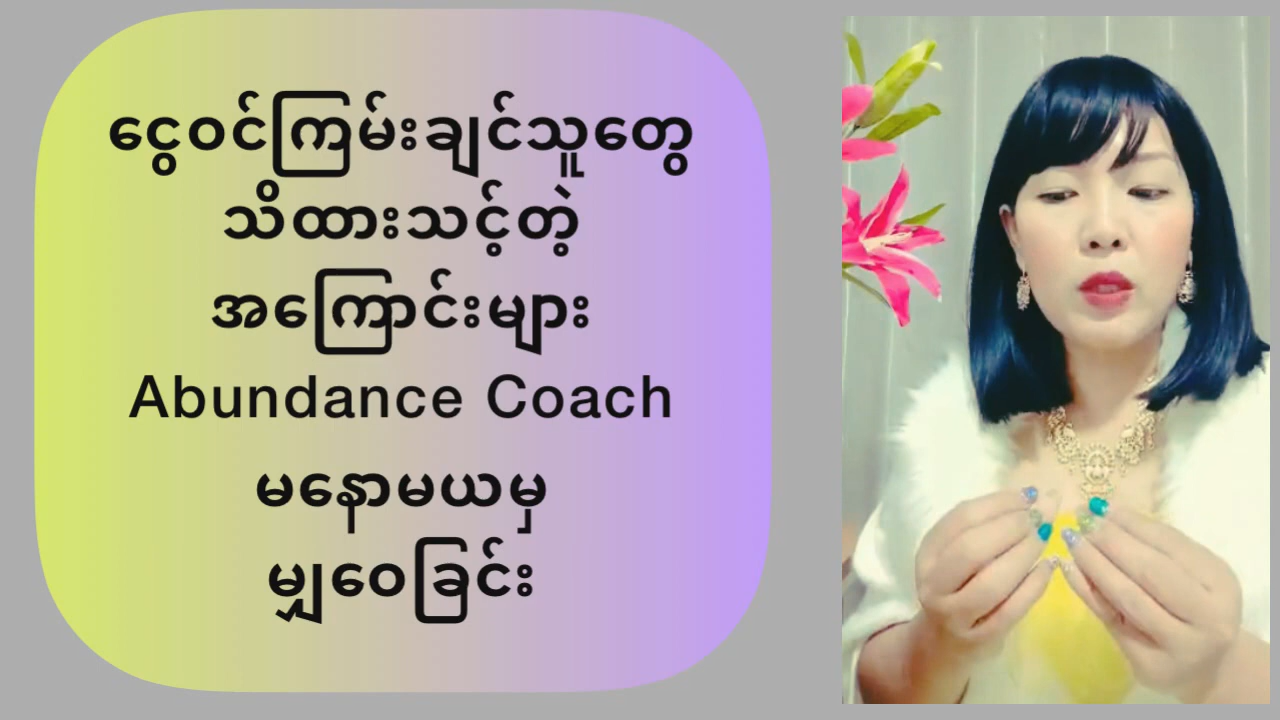 ငွေဝင်ကြမ်းချင်သူတွေ
သိထားသင့်တဲ့
အကြောင်းများ
Abundance Coach
မနောမယမှ
မျှဝေခြင်း